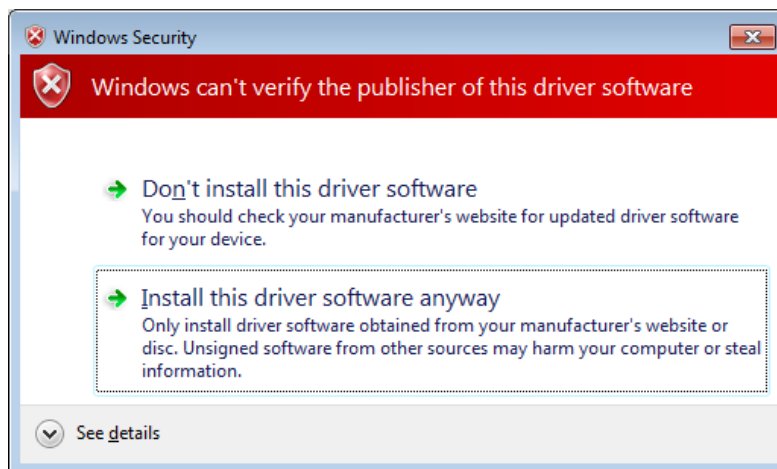 Windows Security
Windows can't verify the publisher of this driver software
Don't install this driver software
You should check your manufacturer's website for updated driver software
for your device.
Install this driver software anyway
Only install driver software obtained from your manufacturer's website or
disc. Unsigned software from other sources may harm your computer or steal
information.
See details